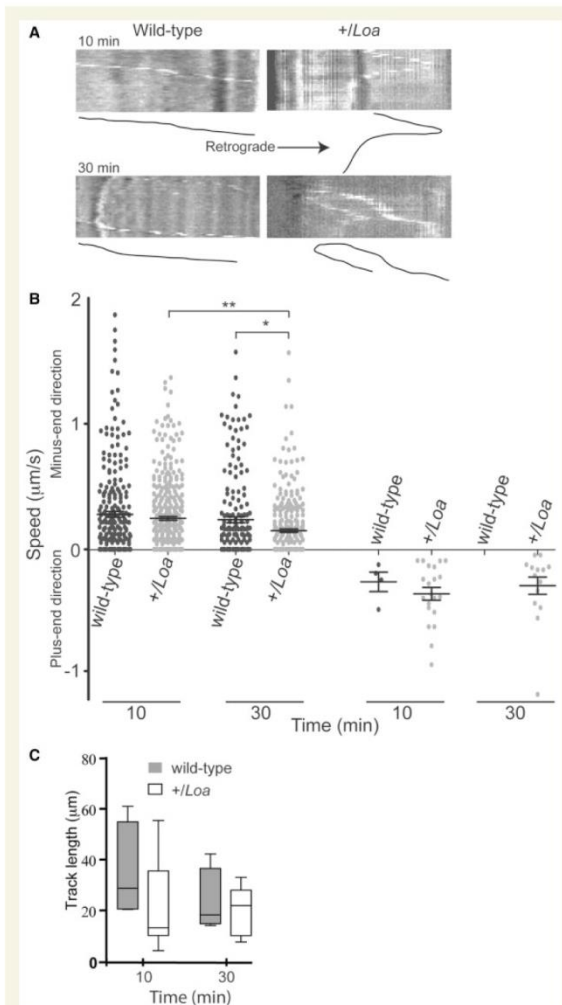 A
Wild-type
+/Loa
10 min
Retrograde
30 min
B
**
*
2
1
0
-1
Speed (μm/s)
Minus-end direction
Plus-end direction
wild-type
+/Loa
wild-type
+/Loa
wild-type
+/Loa
wild-type
+/Loa
10
30
10
30
Time (min)
C
wild-type
+/Loa
80
60
40
20
0
Track length (μm)
10
30
Time (min)